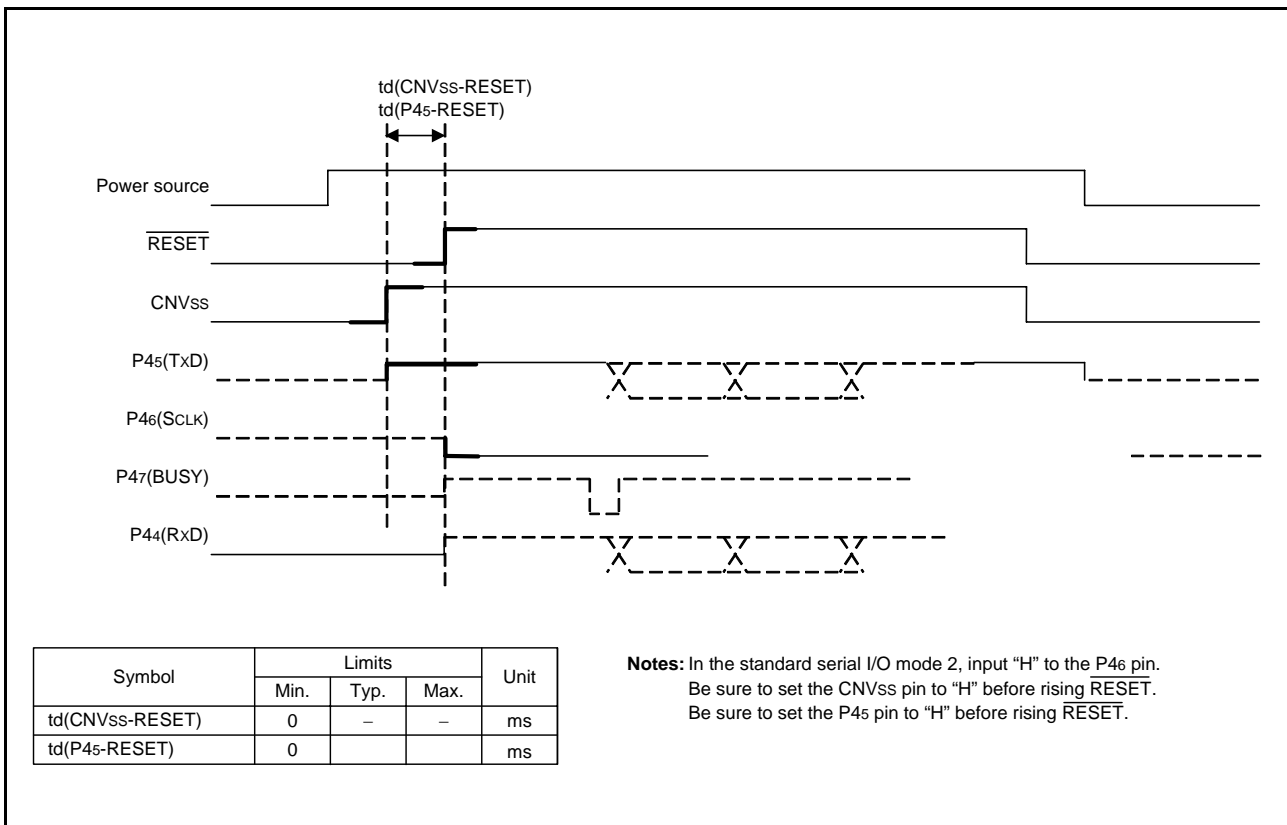 td(CNVss-RESET)
td(P45-RESET)
Power source
RESET
CNVss
P45(TxD)
P46(SCLK)
P47(BUSY)
P44(RxD)
Symbol Limits Unit
Min. Typ. Max.
td(CNVss-RESET) 0 – – ms
td(P45-RESET) 0 ms
Notes: In the standard serial I/O mode 2, input “H” to the P46 pin.
Be sure to set the CNVss pin to “H” before rising RESET.
Be sure to set the P45 pin to “H” before rising RESET.